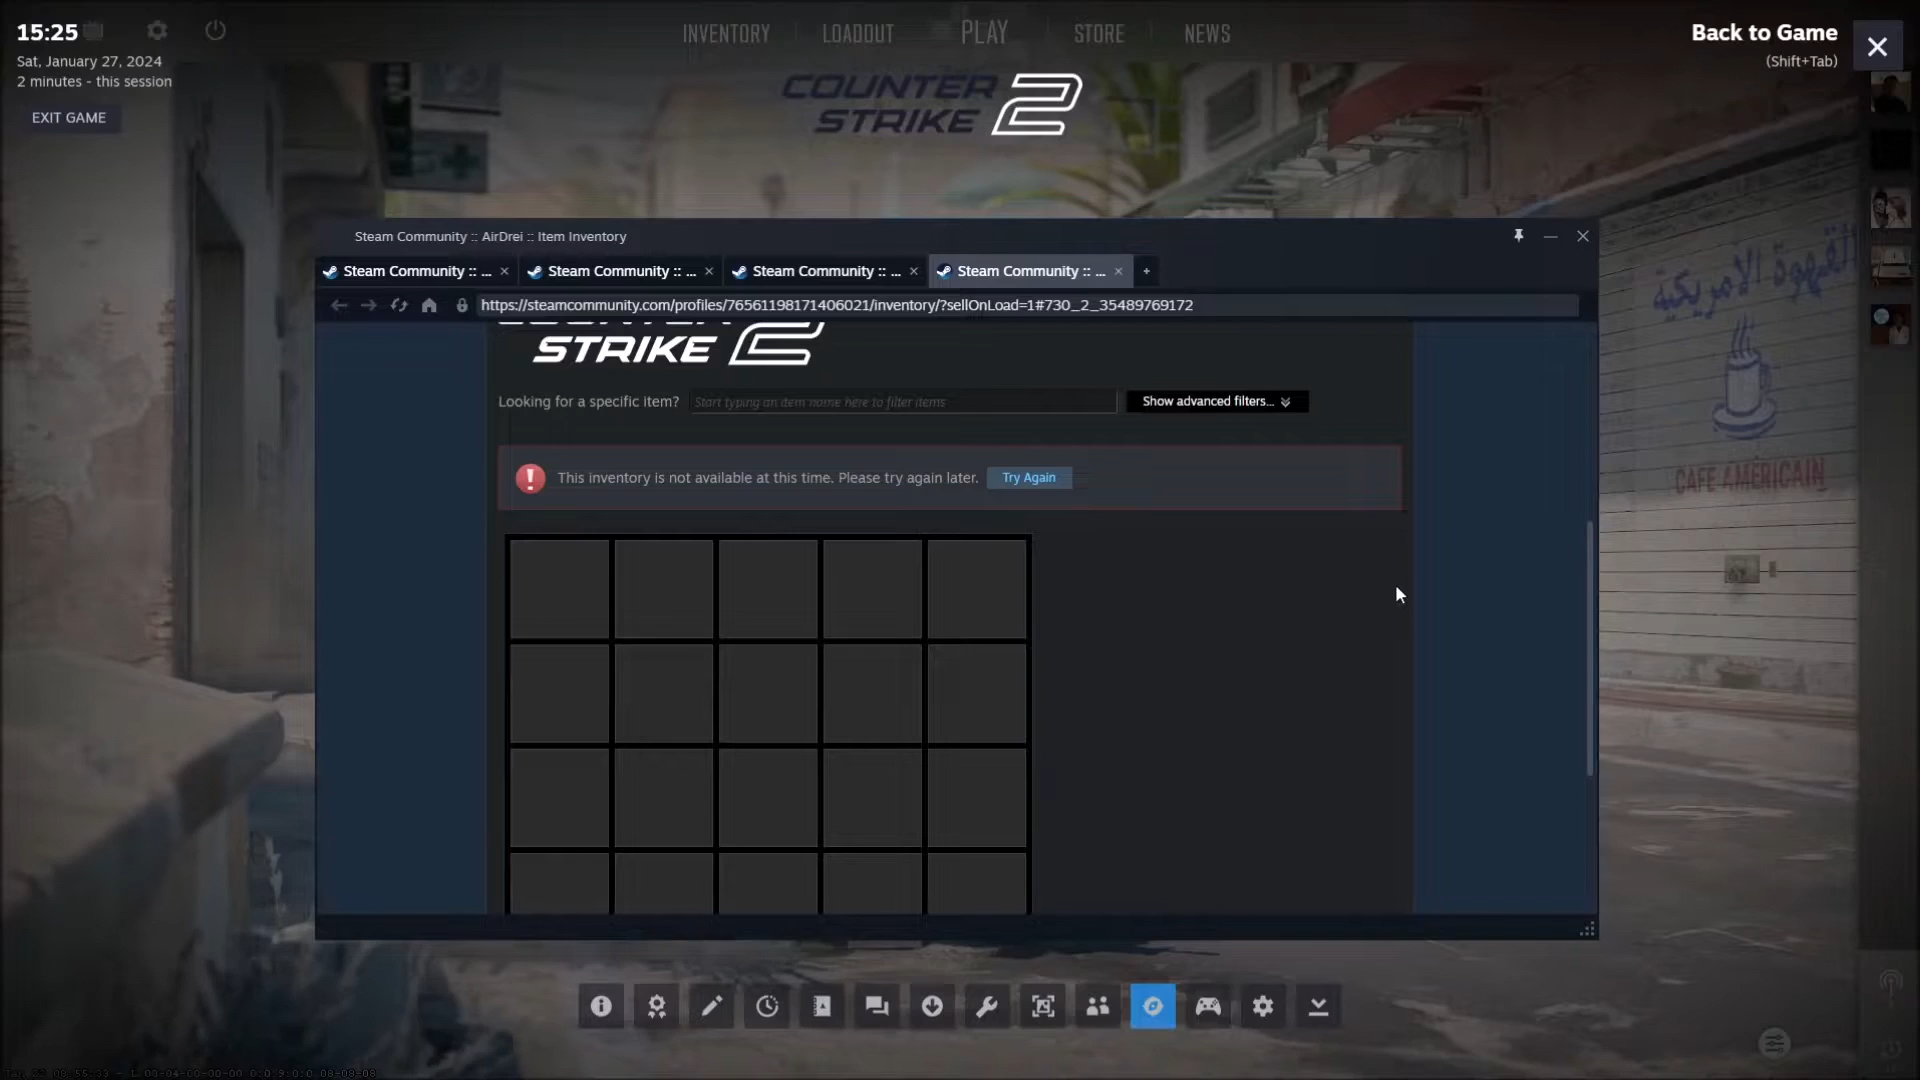 15:25
Sat, January 27, 2024
2 minutes - this session
EXIT GAME
INVENTORY
LOADOUT
PLAY
STORE
NEWS
Back to Game
(Shift+Tab)
COUNTER
STRIKE 2
Steam Community :: AirDrei :: Item Inventory
Steam Community :: ...
Steam Community :: ...
Steam Community :: ...
Steam Community :: ...
https://steamcommunity.com/profiles/76561198171406021/inventory/?sellOnLoad=1#730_2_35489769172
COUNTER
STRIKE 2
Looking for a specific item?
Start typing an item name here to filter items
Show advanced filters...
This inventory is not available at this time. Please try again later.
Try Again
القهوة الامريكية
CAFE AMERICAIN